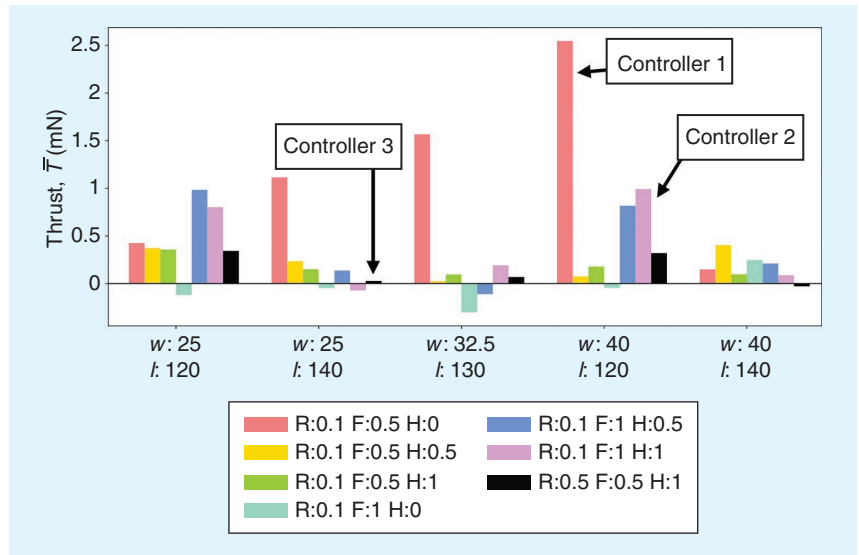 2.5
2
1.5
1
0.5
0
Thrust, T̄ (mN)
Controller 1
Controller 2
Controller 3
w: 25
l: 120
w: 25
l: 140
w: 32.5
l: 130
w: 40
l: 120
w: 40
l: 140
R:0.1 F:0.5 H:0
R:0.1 F:0.5 H:0.5
R:0.1 F:0.5 H:1
R:0.1 F:1 H:0
R:0.1 F:1 H:0.5
R:0.1 F:1 H:1
R:0.5 F:0.5 H:1